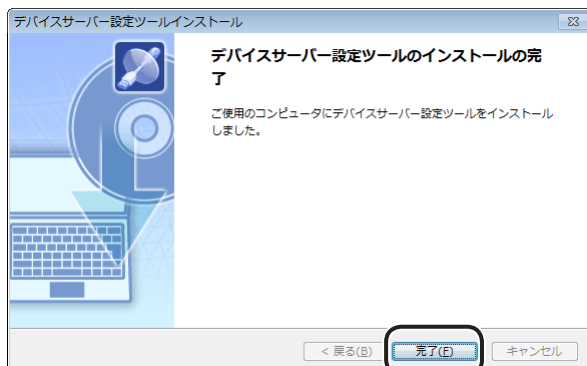 デバイスサーバー設定ツールインストール
デバイスサーバー設定ツールのインストールの完
了
ご使用のコンピュータにデバイスサーバー設定ツールをインストール
しました。
< 戻る(B) 完了(F) キャンセル